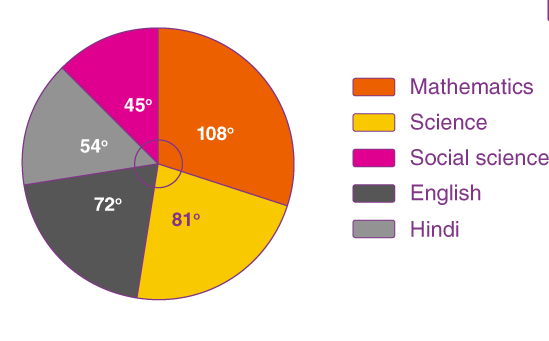 45°
108°
54°
72°
81°
Mathematics
Science
Social science
English
Hindi